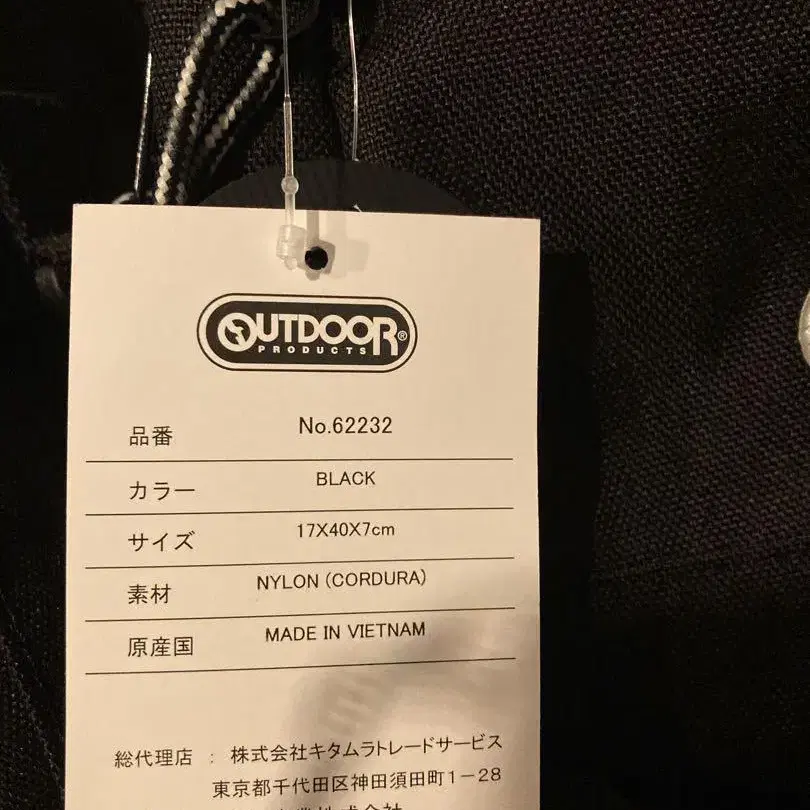 OUTDOOR®
PRODUCTS
品番 No.62232
カラー BLACK
サイズ 17X40X7cm
素材 NYLON (CORDURA)
原産国 MADE IN VIETNAM
総代理店 : 株式会社キタムラトレードサービス
東京都千代田区神田須田町1-28